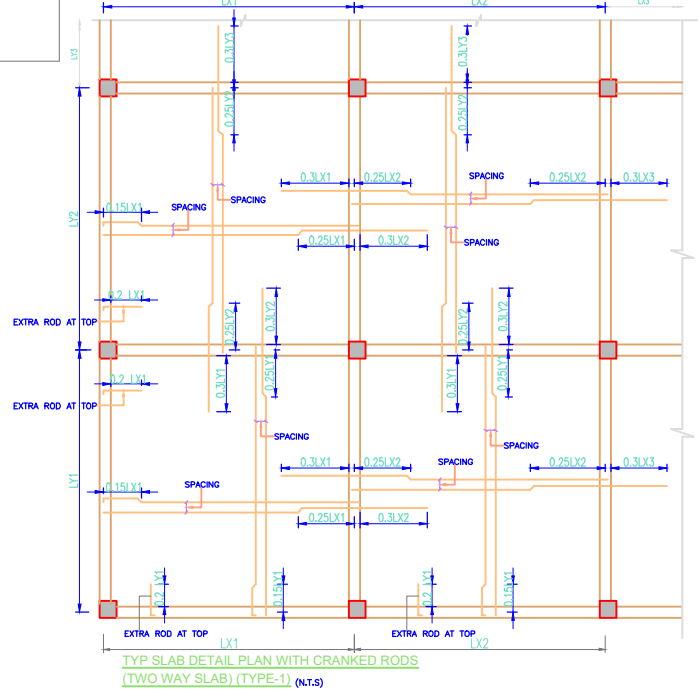 LX1 LX2 LX3
LY3
0.3LY3 0.3LY3
0.25LY2 0.25LY2
0.3LX1 0.25LX2 0.25LX2 0.3LX3
SPACING
SPACING
0.15LX1
SPACING
LY2
SPACING
0.25LX1 0.3LX2
0.2 LX1
EXTRA ROD AT TOP
0.25LY2 0.3LY2 0.25LY2 0.3LY2
0.3LY1 0.25LY1 0.3LY1 0.25LY1
0.2 LX1
EXTRA ROD AT TOP
SPACING
SPACING
0.3LX1 0.25LX2 SPACING 0.25LX2 0.3LX3
LY1
SPACING
0.15LX1
0.25LX1 0.3LX2
0.2 LY1 0.15LY1 0.2 LY1 0.15LY1
EXTRA ROD AT TOP EXTRA ROD AT TOP
LX1 LX2
TYP SLAB DETAIL PLAN WITH CRANKED RODS
(TWO WAY SLAB) (TYPE-1) (N.T.S)